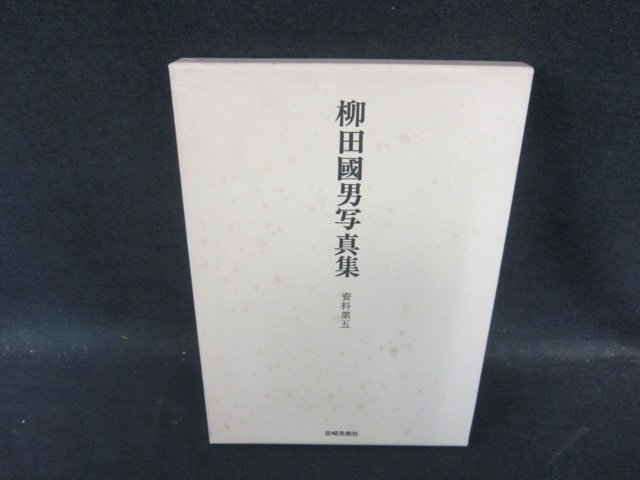 柳田國男写真集
資料第五
岩崎美術社